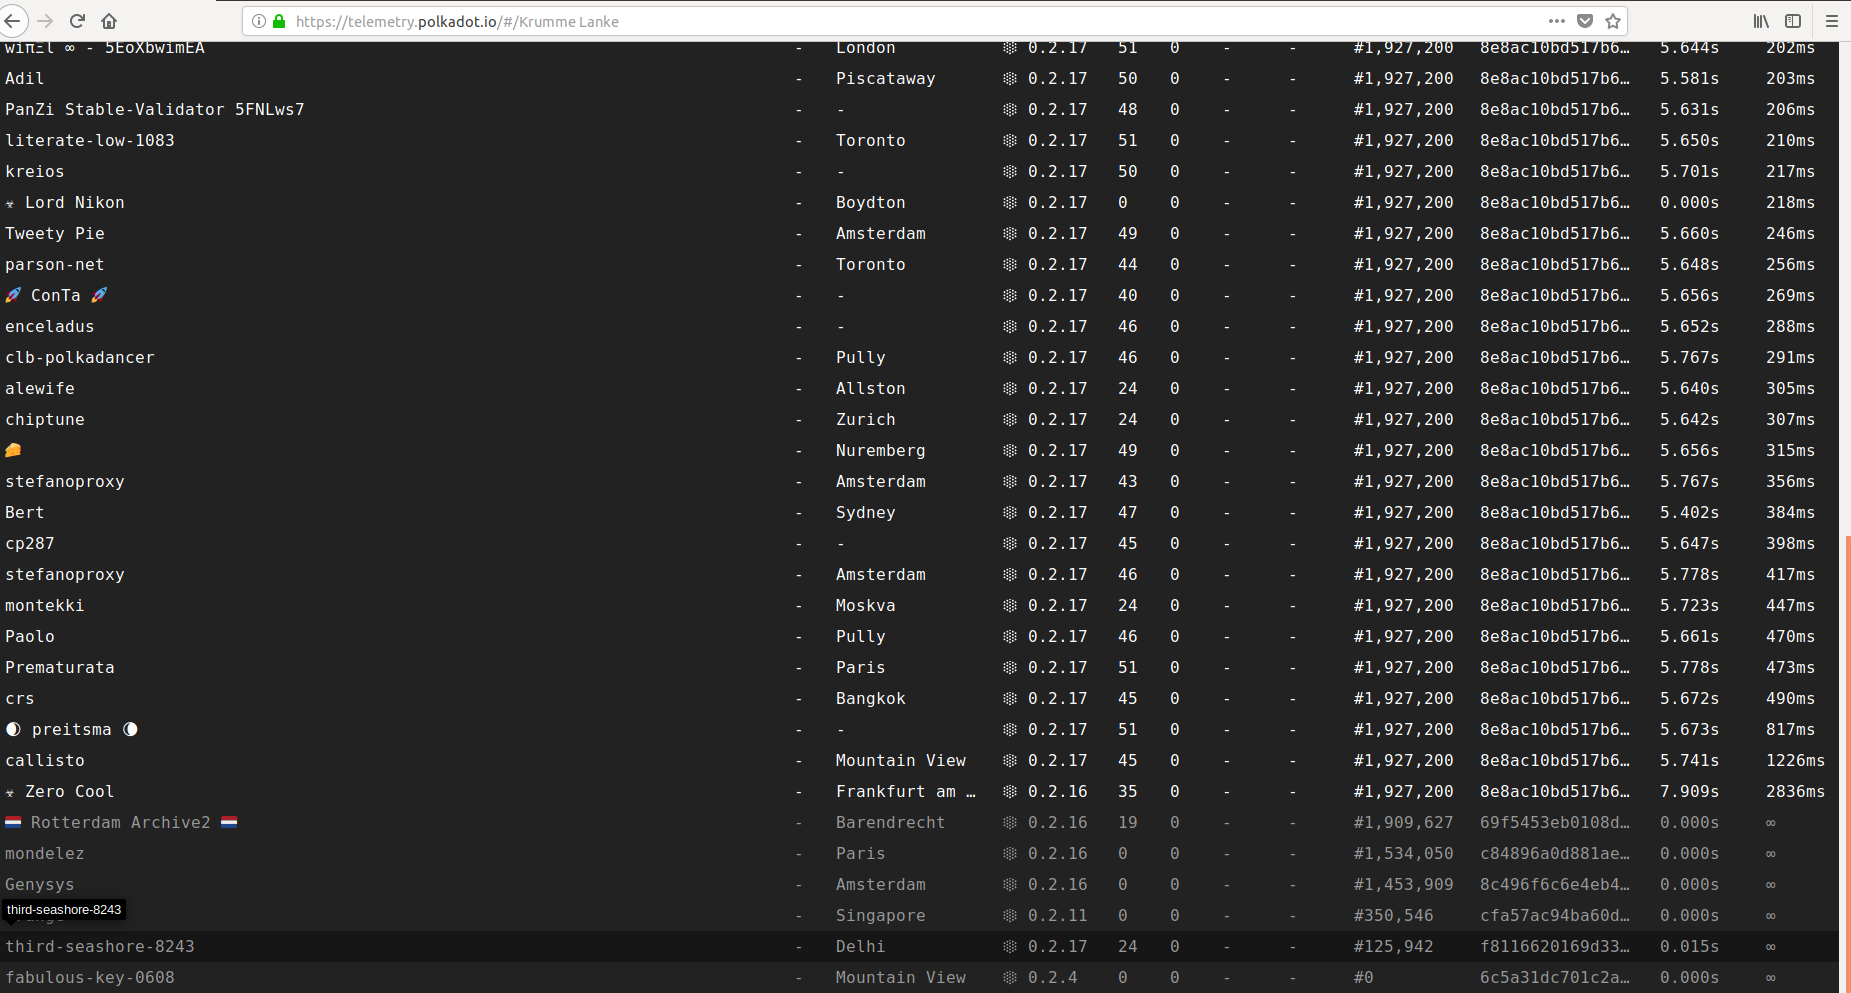 https://telemetry.polkadot.io/#/Krumme Lanke
wiπΞl ∞ - 5EoXbwimEA - London 0.2.17 51 0 - - #1,927,200 8e8ac10bd517b6… 5.644s 202ms
Adil - Piscataway 0.2.17 50 0 - - #1,927,200 8e8ac10bd517b6… 5.581s 203ms
PanZi Stable-Validator 5FNLws7 - - 0.2.17 48 0 - - #1,927,200 8e8ac10bd517b6… 5.631s 206ms
literate-low-1083 - Toronto 0.2.17 51 0 - - #1,927,200 8e8ac10bd517b6… 5.650s 210ms
kreios - - 0.2.17 50 0 - - #1,927,200 8e8ac10bd517b6… 5.701s 217ms
☣ Lord Nikon - Boydton 0.2.17 0 0 - - #1,927,200 8e8ac10bd517b6… 0.000s 218ms
Tweety Pie - Amsterdam 0.2.17 49 0 - - #1,927,200 8e8ac10bd517b6… 5.660s 246ms
parson-net - Toronto 0.2.17 44 0 - - #1,927,200 8e8ac10bd517b6… 5.648s 256ms
🚀 ConTa 🚀 - - 0.2.17 40 0 - - #1,927,200 8e8ac10bd517b6… 5.656s 269ms
enceladus - - 0.2.17 46 0 - - #1,927,200 8e8ac10bd517b6… 5.652s 288ms
clb-polkadancer - Pully 0.2.17 46 0 - - #1,927,200 8e8ac10bd517b6… 5.767s 291ms
alewife - Allston 0.2.17 24 0 - - #1,927,200 8e8ac10bd517b6… 5.640s 305ms
chiptune - Zurich 0.2.17 24 0 - - #1,927,200 8e8ac10bd517b6… 5.642s 307ms
🧀 - Nuremberg 0.2.17 49 0 - - #1,927,200 8e8ac10bd517b6… 5.656s 315ms
stefanoproxy - Amsterdam 0.2.17 43 0 - - #1,927,200 8e8ac10bd517b6… 5.767s 356ms
Bert - Sydney 0.2.17 47 0 - - #1,927,200 8e8ac10bd517b6… 5.402s 384ms
cp287 - - 0.2.17 45 0 - - #1,927,200 8e8ac10bd517b6… 5.647s 398ms
stefanoproxy - Amsterdam 0.2.17 46 0 - - #1,927,200 8e8ac10bd517b6… 5.778s 417ms
montekki - Moskva 0.2.17 24 0 - - #1,927,200 8e8ac10bd517b6… 5.723s 447ms
Paolo - Pully 0.2.17 46 0 - - #1,927,200 8e8ac10bd517b6… 5.661s 470ms
Prematurata - Paris 0.2.17 51 0 - - #1,927,200 8e8ac10bd517b6… 5.778s 473ms
crs - Bangkok 0.2.17 45 0 - - #1,927,200 8e8ac10bd517b6… 5.672s 490ms
🌒 preitsma 🌘 - - 0.2.17 51 0 - - #1,927,200 8e8ac10bd517b6… 5.673s 817ms
callisto - Mountain View 0.2.17 45 0 - - #1,927,200 8e8ac10bd517b6… 5.741s 1226ms
☣ Zero Cool - Frankfurt am … 0.2.16 35 0 - - #1,927,200 8e8ac10bd517b6… 7.909s 2836ms
🇳🇱 Rotterdam Archive2 🇳🇱 - Barendrecht 0.2.16 19 0 - - #1,909,627 69f5453eb0108d… 0.000s ∞
mondelez - Paris 0.2.16 0 0 - - #1,534,050 c84896a0d881ae… 0.000s ∞
Genysys - Amsterdam 0.2.16 0 0 - - #1,453,909 8c496f6c6e4eb4… 0.000s ∞
third-seashore-8243
- Singapore 0.2.11 0 0 - - #350,546 cfa57ac94ba60d… 0.000s ∞
third-seashore-8243 - Delhi 0.2.17 24 0 - - #125,942 f8116620169d33… 0.015s ∞
fabulous-key-0608 - Mountain View 0.2.4 0 0 - - #0 6c5a31dc701c2a… 0.000s ∞